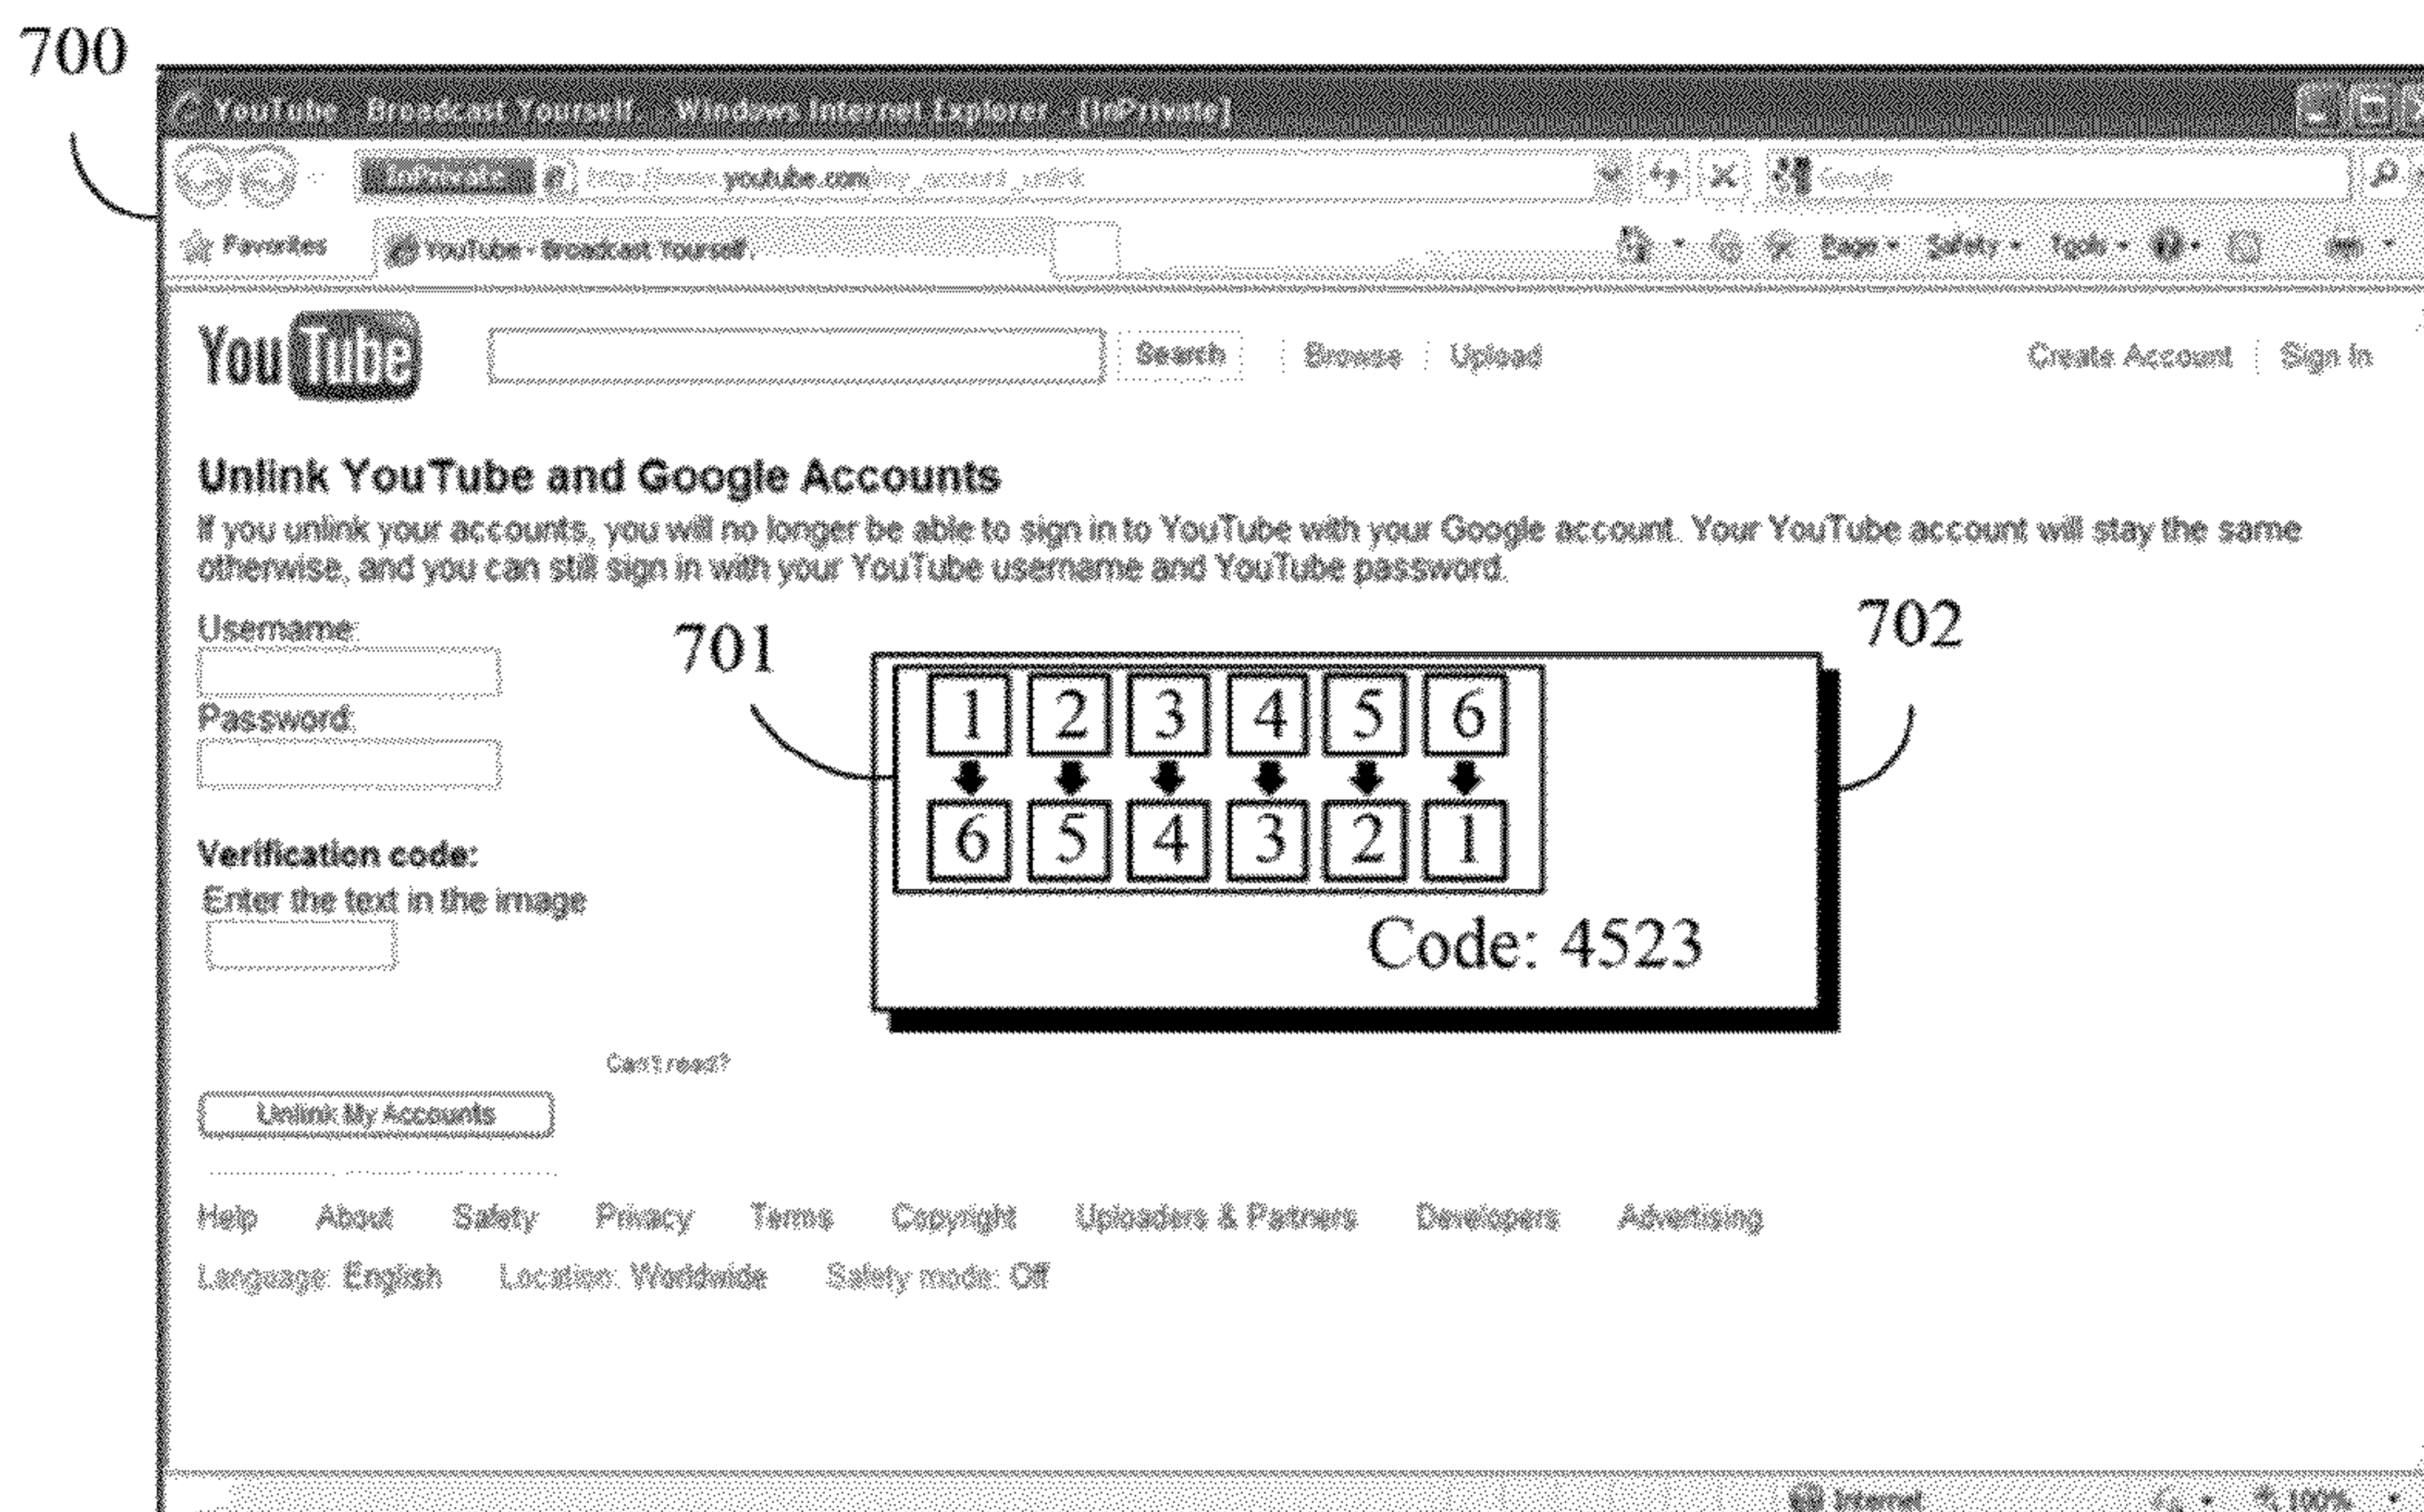 700
YouTube Broadcast Yourself. Windows Internet Explorer [InPrivate]
InPrivate http://www.youtube.com/my_account_unlink Google
Favorites YouTube - Broadcast Yourself. Page Safety Tools
YouTube Search Browse Upload Create Account Sign In
Unlink YouTube and Google Accounts
If you unlink your accounts, you will no longer be able to sign in to YouTube with your Google account. Your YouTube account will stay the same
otherwise, and you can still sign in with your YouTube username and YouTube password.
Username:
Password:
701
702
1 2 3 4 5 6
6 5 4 3 2 1
Code: 4523
Verification code:
Enter the text in the image
Can't read?
Unlink My Accounts
Help About Safety Privacy Terms Copyright Uploaders & Partners Developers Advertising
Language: English Location: Worldwide Safety mode: Off
Internet 100%